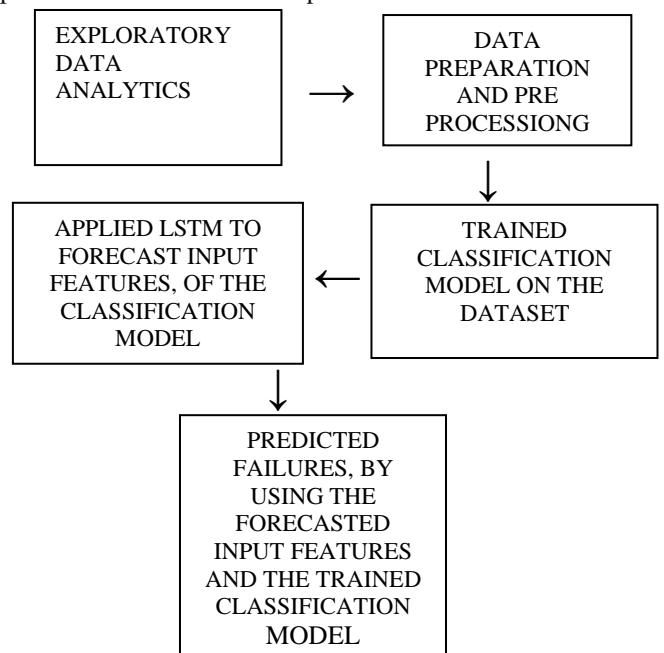 EXPLORATORY
DATA
ANALYTICS
DATA
PREPARATION
AND PRE
PROCESSIONG
TRAINED
CLASSIFICATION
MODEL ON THE
DATASET
APPLIED LSTM TO
FORECAST INPUT
FEATURES, OF THE
CLASSIFICATION
MODEL
PREDICTED
FAILURES, BY
USING THE
FORECASTED
INPUT FEATURES
AND THE TRAINED
CLASSIFICATION
MODEL